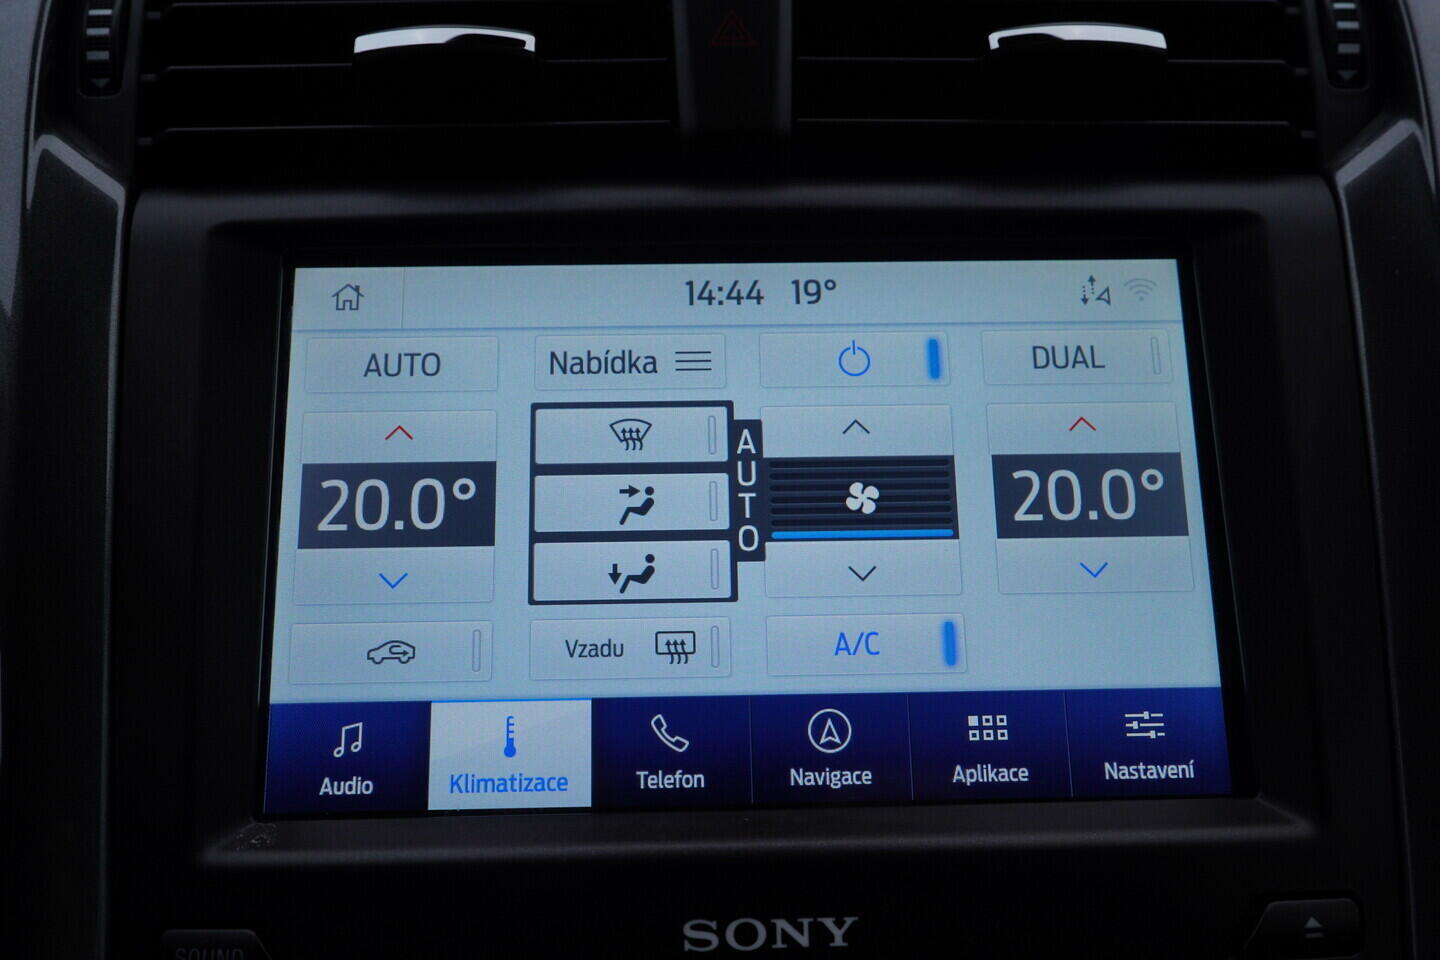 14:44 19°
AUTO
Nabídka
DUAL
20.0°
AUTO
20.0°
Vzadu
A/C
Audio
Klimatizace
Telefon
Navigace
Aplikace
Nastavení
SONY
SOUND